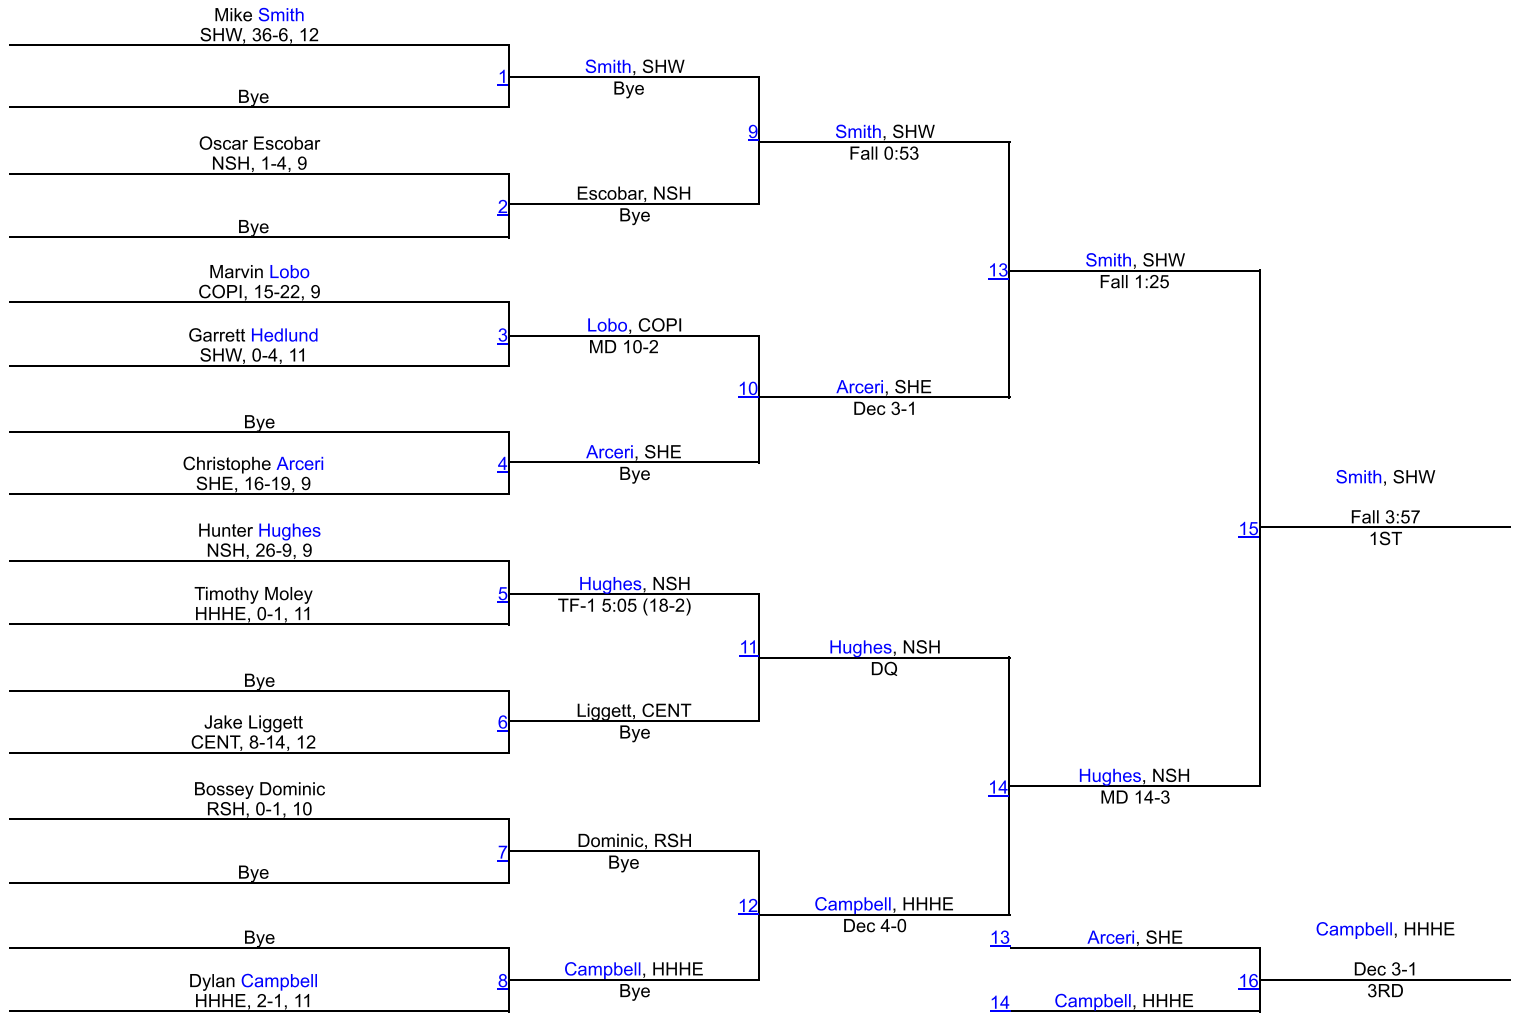 Mike Smith
SHW, 36-6, 12
1
Bye
Smith, SHW
Bye
Oscar Escobar
NSH, 1-4, 9
2
Bye
Escobar, NSH
Bye
9
Smith, SHW
Fall 0:53
Marvin Lobo
COPI, 15-22, 9
3
Garrett Hedlund
SHW, 0-4, 11
Lobo, COPI
MD 10-2
Bye
4
Christophe Arceri
SHE, 16-19, 9
Arceri, SHE
Bye
10
Arceri, SHE
Dec 3-1
13
Smith, SHW
Fall 1:25
Hunter Hughes
NSH, 26-9, 9
5
Timothy Moley
HHHE, 0-1, 11
Hughes, NSH
TF-1 5:05 (18-2)
Bye
6
Jake Liggett
CENT, 8-14, 12
Liggett, CENT
Bye
11
Hughes, NSH
DQ
Bossey Dominic
RSH, 0-1, 10
7
Bye
Dominic, RSH
Bye
Bye
8
Dylan Campbell
HHHE, 2-1, 11
Campbell, HHHE
Bye
12
Campbell, HHHE
Dec 4-0
14
Hughes, NSH
MD 14-3
15
Smith, SHW
Fall 3:57
1ST
13
Arceri, SHE
14
Campbell, HHHE
16
Campbell, HHHE
Dec 3-1
3RD